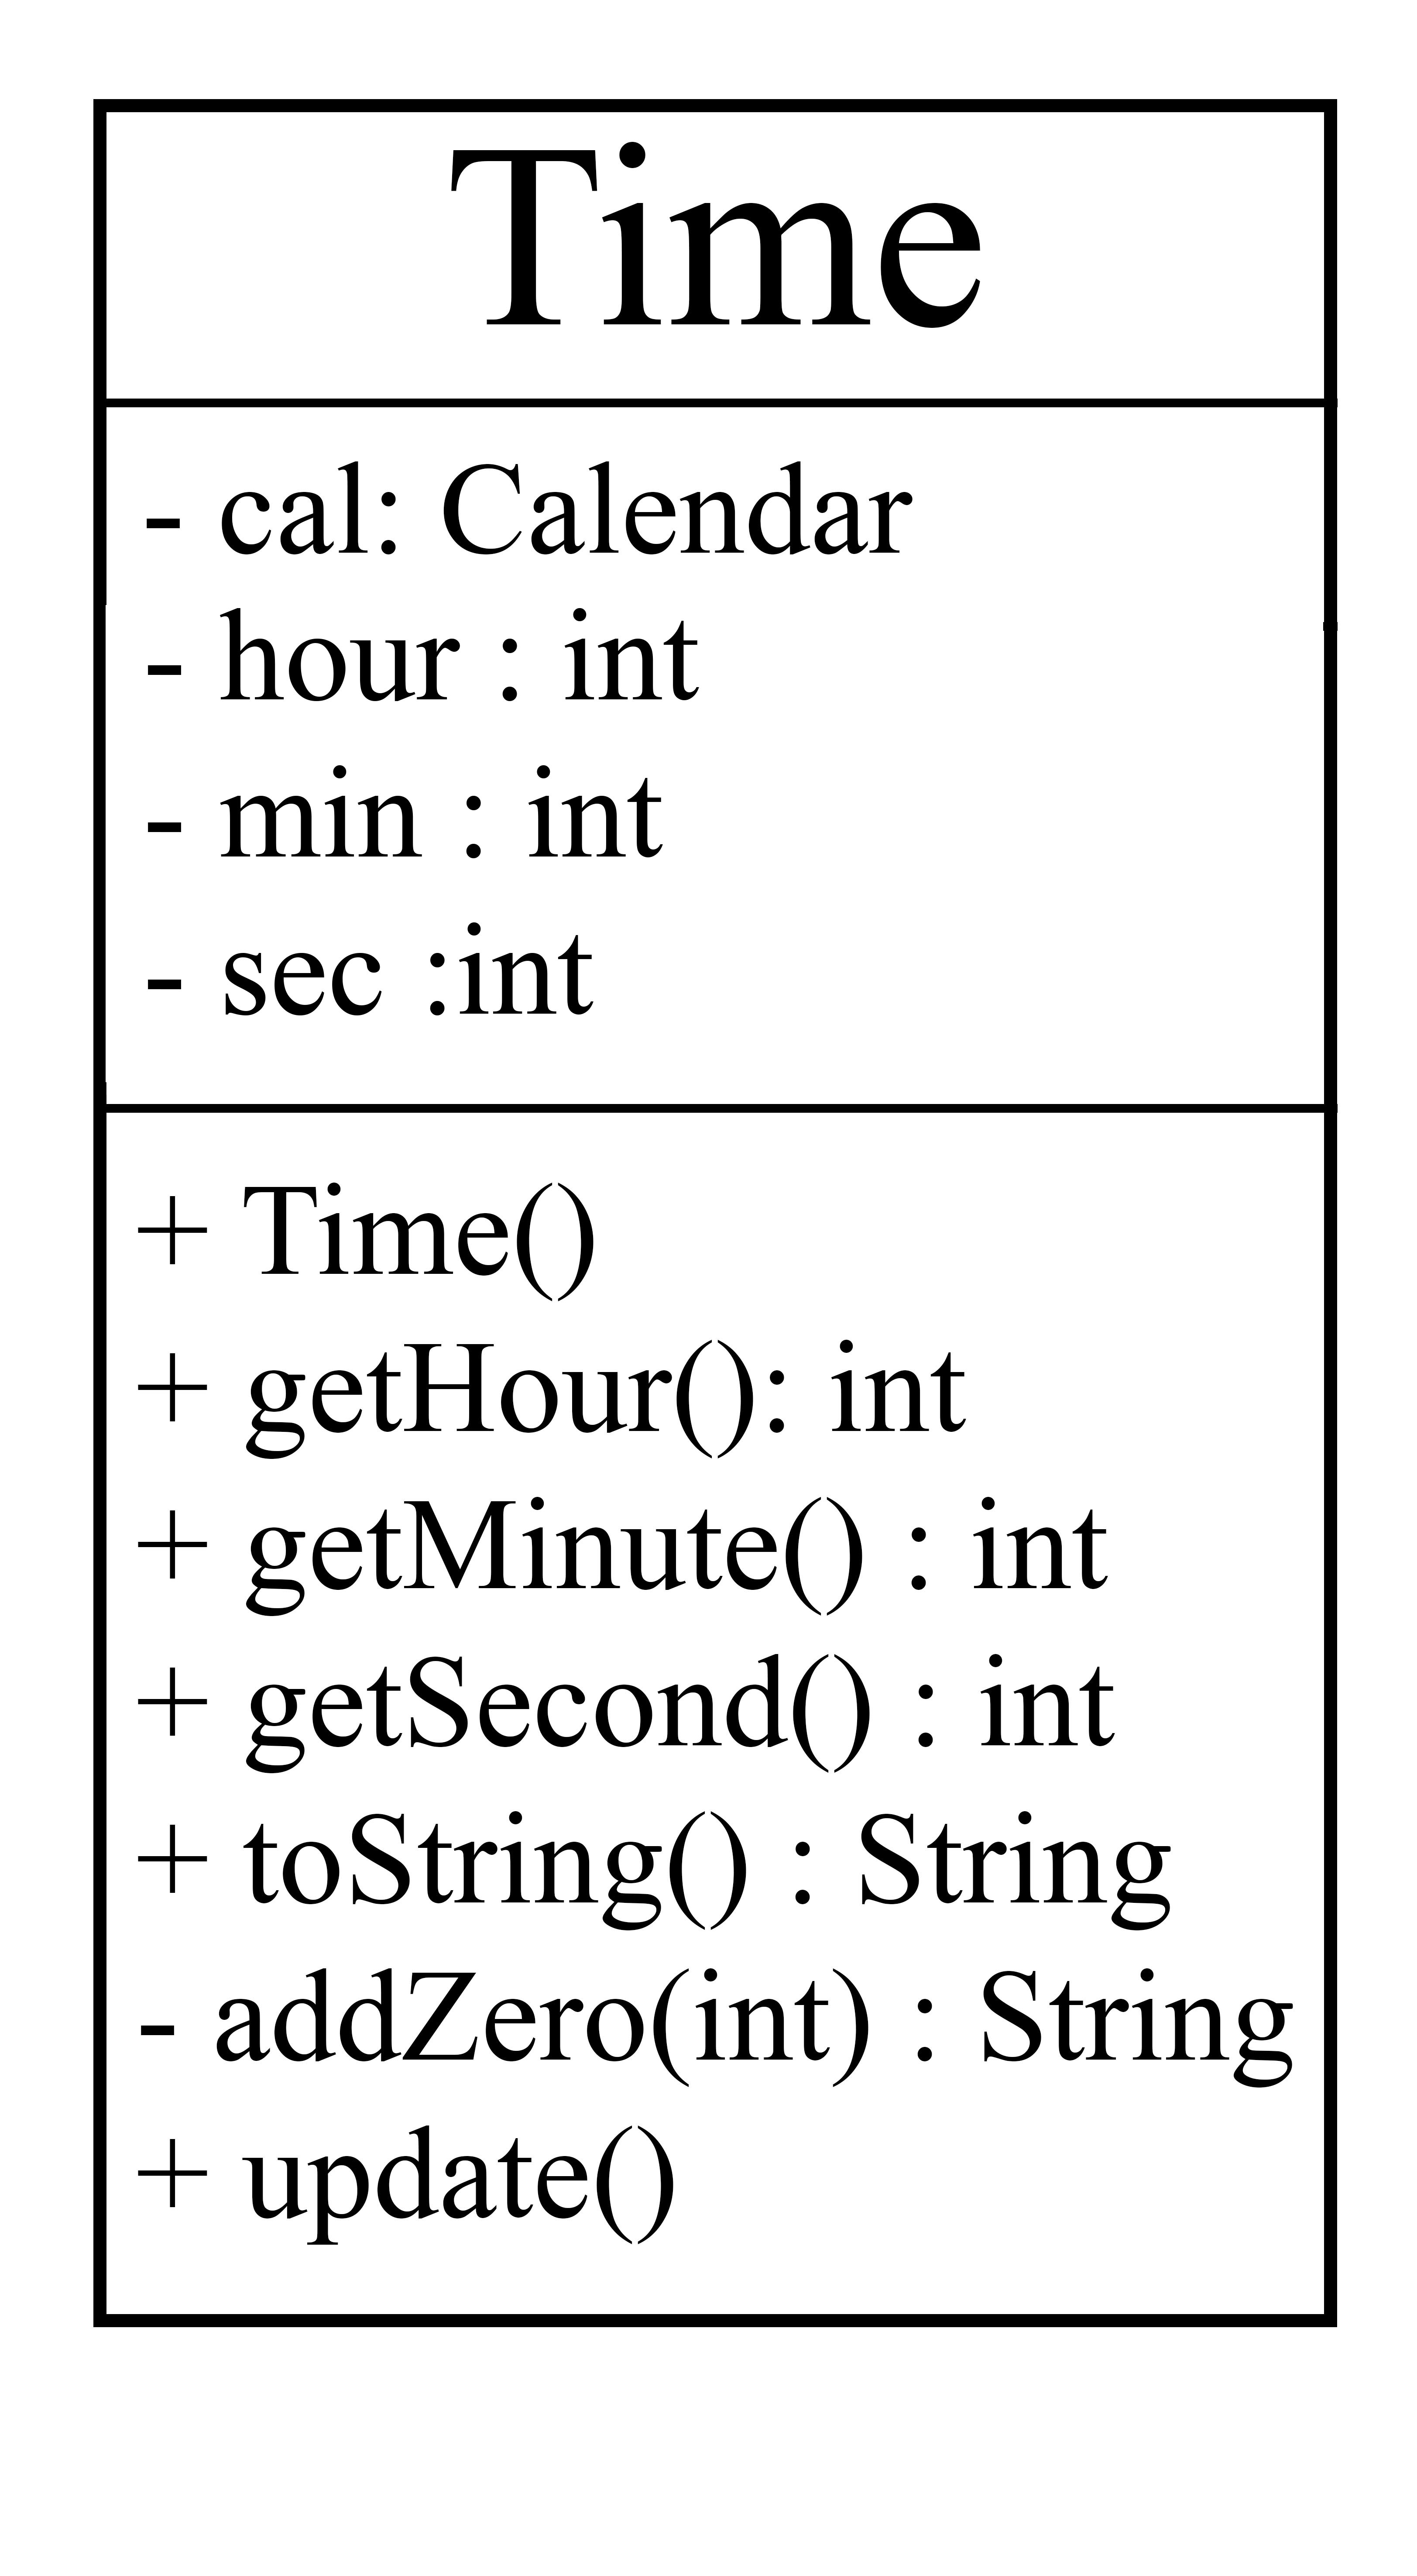 Time
- cal: Calendar
- hour : int
- min : int
- sec :int
+ Time()
+ getHour(): int
+ getMinute() : int
+ getSecond() : int
+ toString() : String
- addZero(int) : String
+ update()